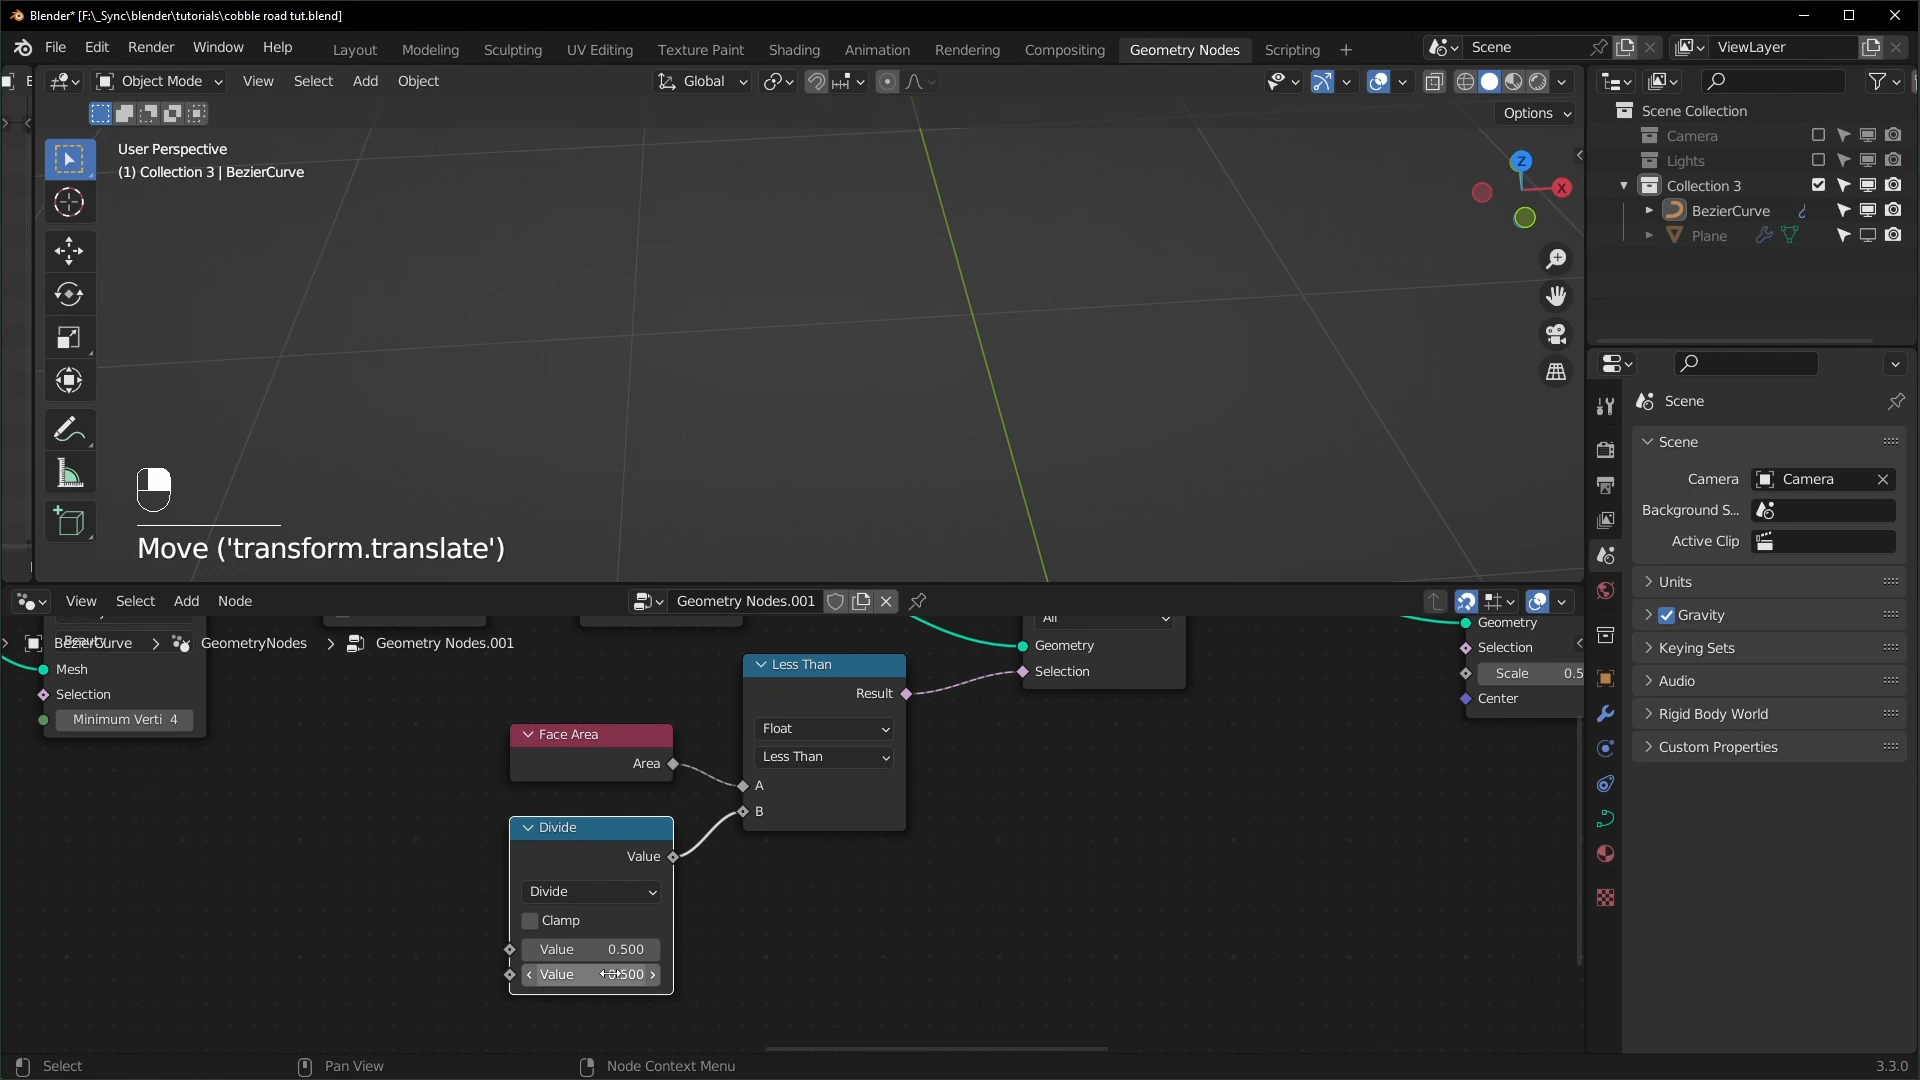 Blender* [F:\_Sync\blender\tutorials\cobble road tut.blend]
File Edit Render Window Help
Layout Modeling Sculpting UV Editing Texture Paint Shading Animation Rendering Compositing Geometry Nodes Scripting +
Scene
ViewLayer
Object Mode View Select Add Object
Global
Options
User Perspective
(1) Collection 3 | BezierCurve
Z
X
Move ('transform.translate')
Scene Collection
Camera
Lights
Collection 3
BezierCurve
Plane
Scene
Scene
Camera Camera
Background S...
Active Clip
Units
Gravity
Keying Sets
Audio
Rigid Body World
Custom Properties
View Select Add Node
Geometry Nodes.001
BezierCurve > GeometryNodes > Geometry Nodes.001
Beauty
Mesh
Selection
Minimum Verti 4
Face Area
Area
Divide
Value
Divide
Clamp
Value 0.500
Value 0.500
Less Than
Result
Float
Less Than
A
B
All
Geometry
Selection
Geometry
Selection
Scale 0.5
Center
Select
Pan View
Node Context Menu
3.3.0